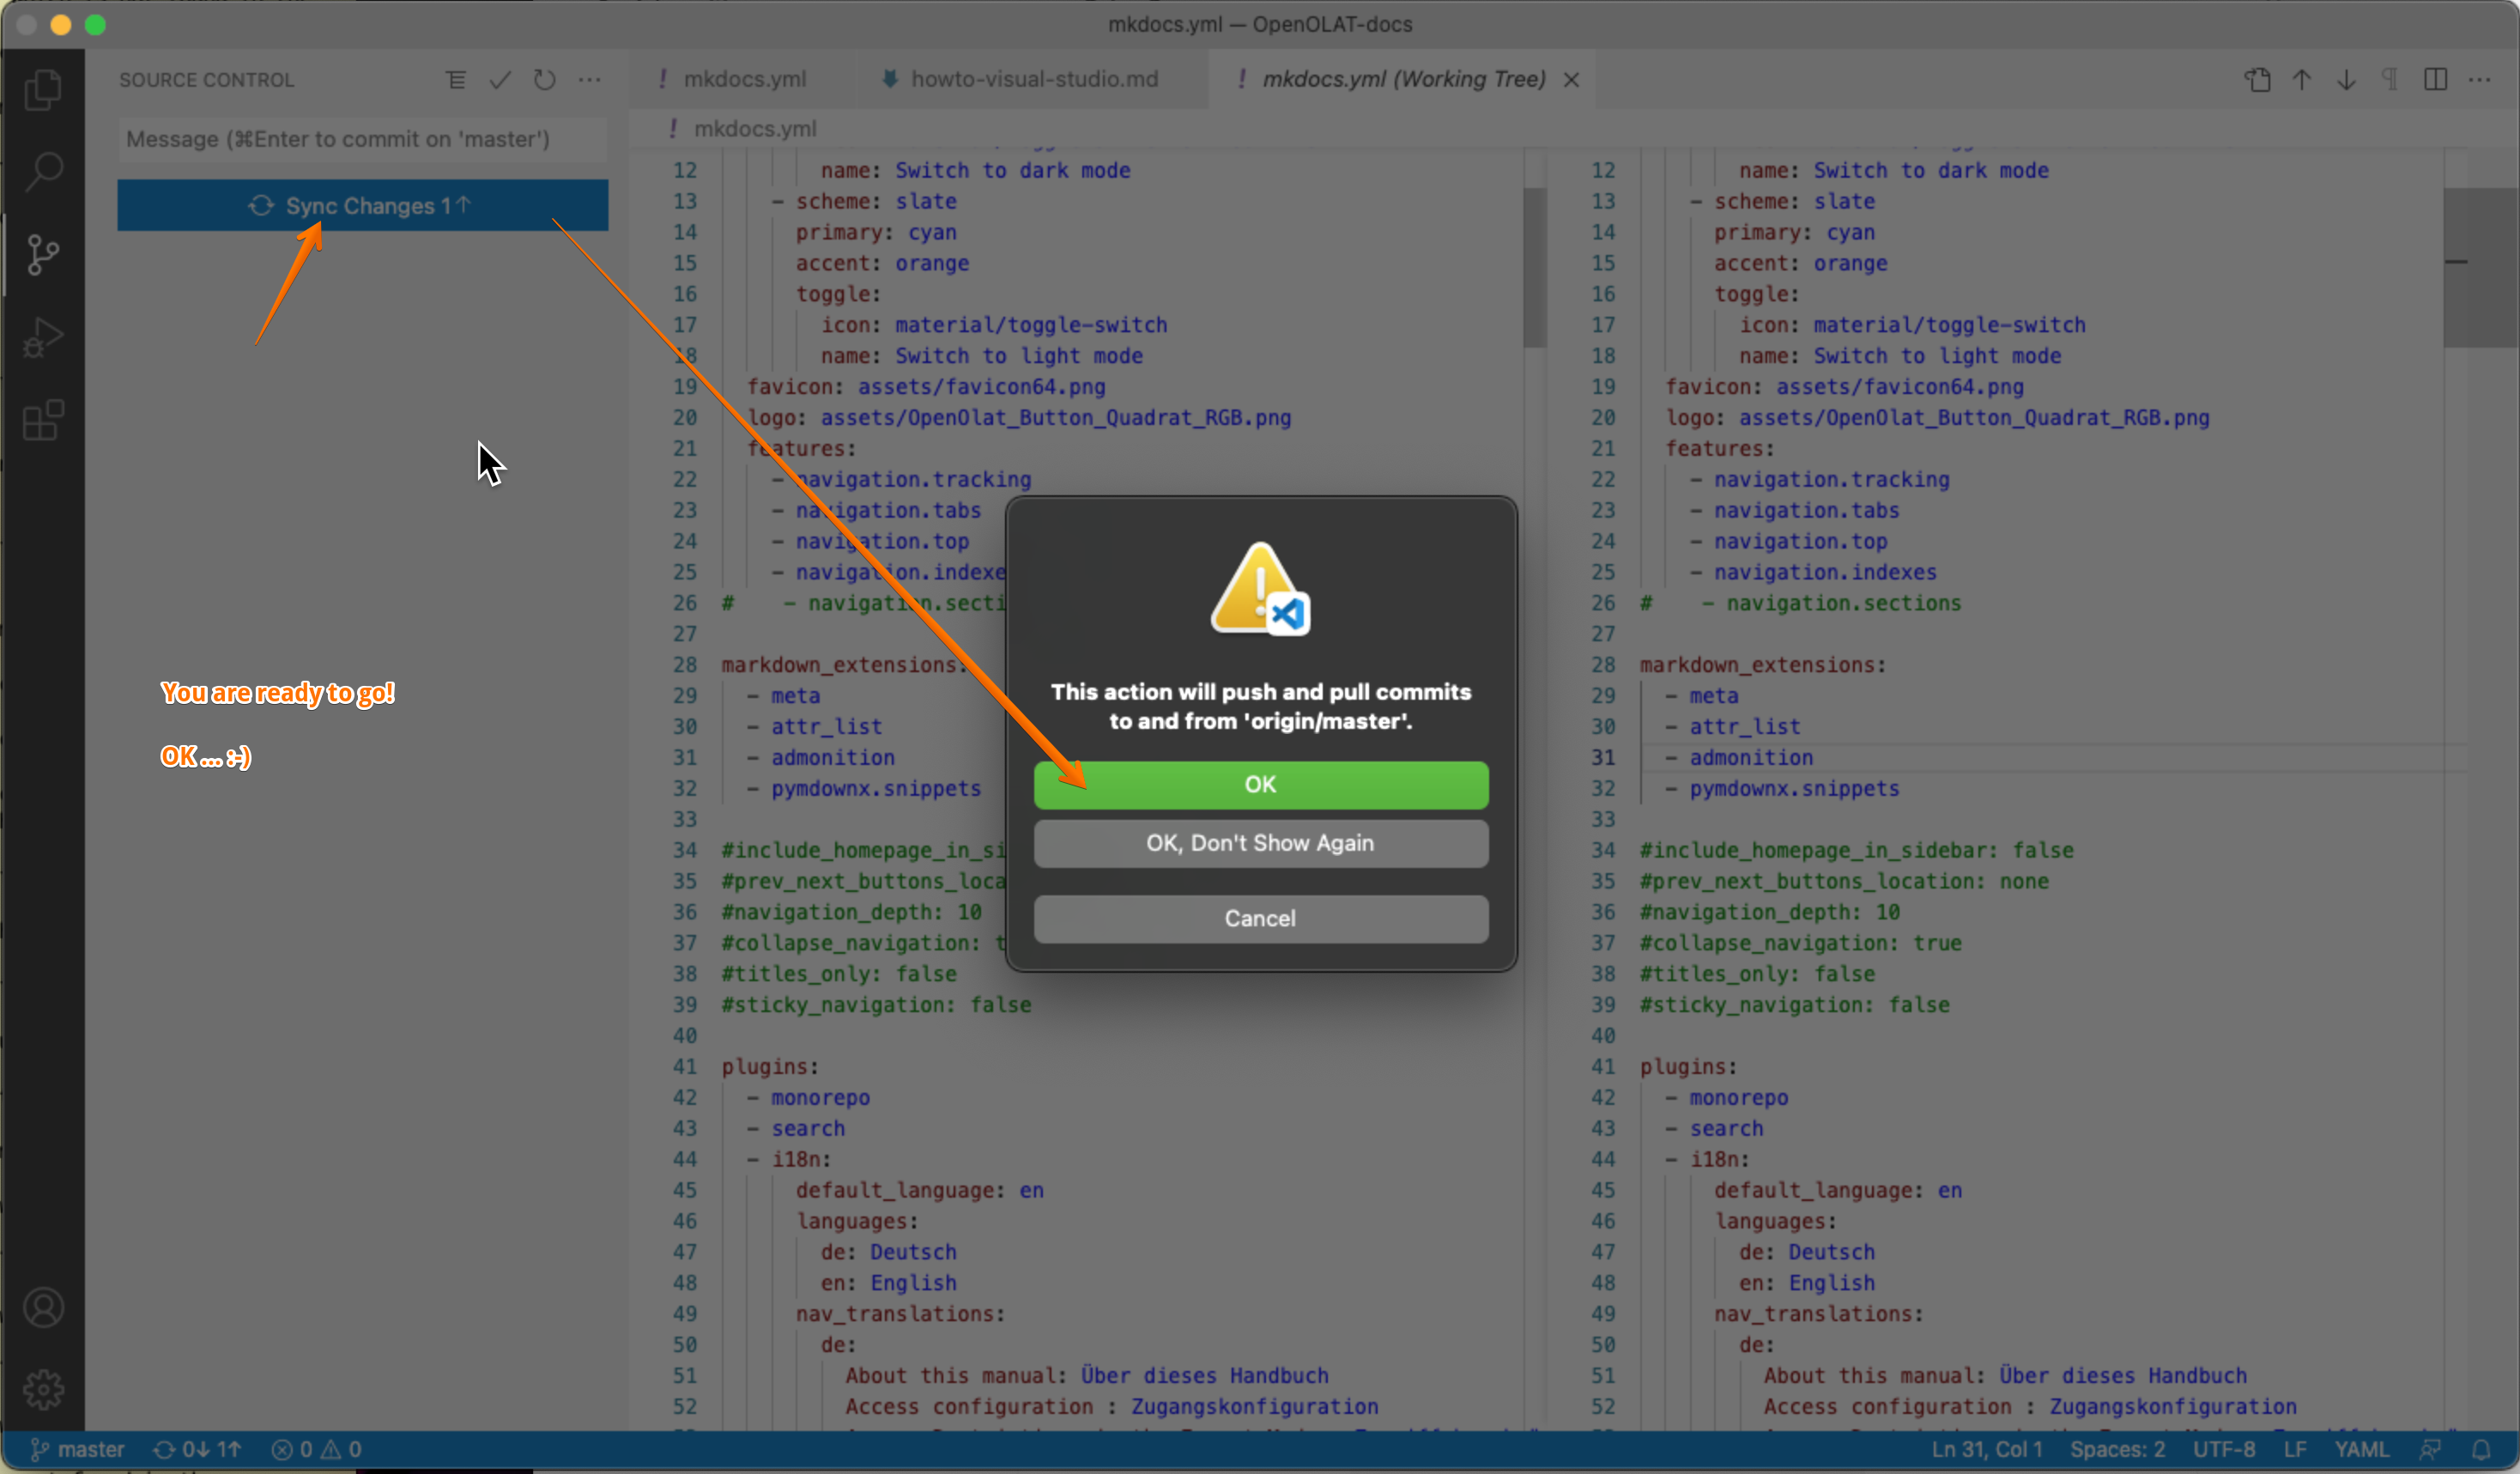 mkdocs.yml — OpenOLAT-docs
SOURCE CONTROL
Message (⌘Enter to commit on 'master')
Sync Changes 1↑
You are ready to go!
OK ... :-)
! mkdocs.yml
howto-visual-studio.md
! mkdocs.yml (Working Tree)
! mkdocs.yml
12 name: Switch to dark mode
13 - scheme: slate
14 primary: cyan
15 accent: orange
16 toggle:
17 icon: material/toggle-switch
18 name: Switch to light mode
19 favicon: assets/favicon64.png
20 logo: assets/OpenOlat_Button_Quadrat_RGB.png
21 features:
22 - navigation.tracking
23 - navigation.tabs
24 - navigation.top
25 - navigation.indexe
26 # - navigation.secti
27
28 markdown_extensions:
29 - meta
30 - attr_list
31 - admonition
32 - pymdownx.snippets
33
34 #include_homepage_in_si
35 #prev_next_buttons_loca
36 #navigation_depth: 10
37 #collapse_navigation: t
38 #titles_only: false
39 #sticky_navigation: false
40
41 plugins:
42 - monorepo
43 - search
44 - i18n:
45 default_language: en
46 languages:
47 de: Deutsch
48 en: English
49 nav_translations:
50 de:
51 About this manual: Über dieses Handbuch
52 Access configuration : Zugangskonfiguration
This action will push and pull commits
to and from 'origin/master'.
OK
OK, Don't Show Again
Cancel
12 name: Switch to dark mode
13 - scheme: slate
14 primary: cyan
15 accent: orange
16 toggle:
17 icon: material/toggle-switch
18 name: Switch to light mode
19 favicon: assets/favicon64.png
20 logo: assets/OpenOlat_Button_Quadrat_RGB.png
21 features:
22 - navigation.tracking
23 - navigation.tabs
24 - navigation.top
25 - navigation.indexes
26 # - navigation.sections
27
28 markdown_extensions:
29 - meta
30 - attr_list
31 - admonition
32 - pymdownx.snippets
33
34 #include_homepage_in_sidebar: false
35 #prev_next_buttons_location: none
36 #navigation_depth: 10
37 #collapse_navigation: true
38 #titles_only: false
39 #sticky_navigation: false
40
41 plugins:
42 - monorepo
43 - search
44 - i18n:
45 default_language: en
46 languages:
47 de: Deutsch
48 en: English
49 nav_translations:
50 de:
51 About this manual: Über dieses Handbuch
52 Access configuration : Zugangskonfiguration
master 0↓ 1↑ 0 0
Ln 31, Col 1 Spaces: 2 UTF-8 LF YAML